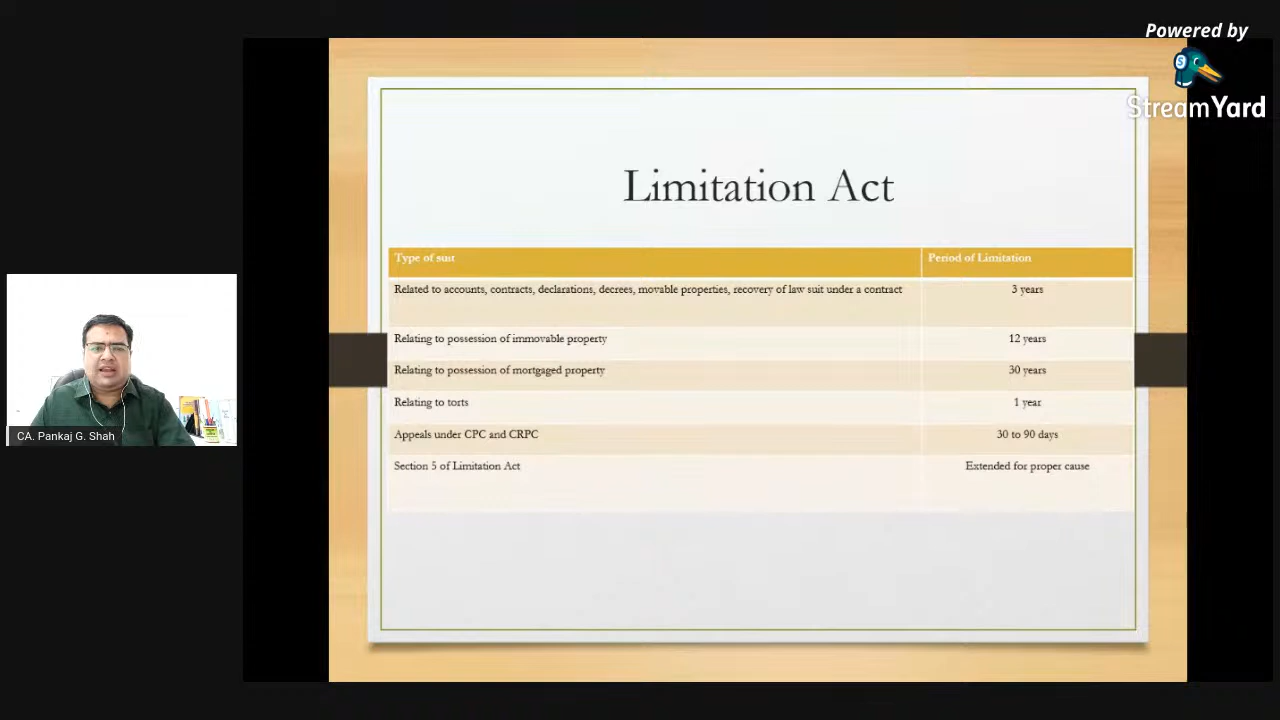 Powered by
StreamYard
Limitation Act
Type of suit Period of Limitation
Related to accounts, contracts, declarations, decrees, movable properties, recovery of law suit under a contract 3 years
Relating to possession of immovable property 12 years
Relating to possession of mortgaged property 30 years
Relating to torts 1 year
Appeals under CPC and CRPC 30 to 90 days
Section 5 of Limitation Act Extended for proper cause
CA. Pankaj G. Shah